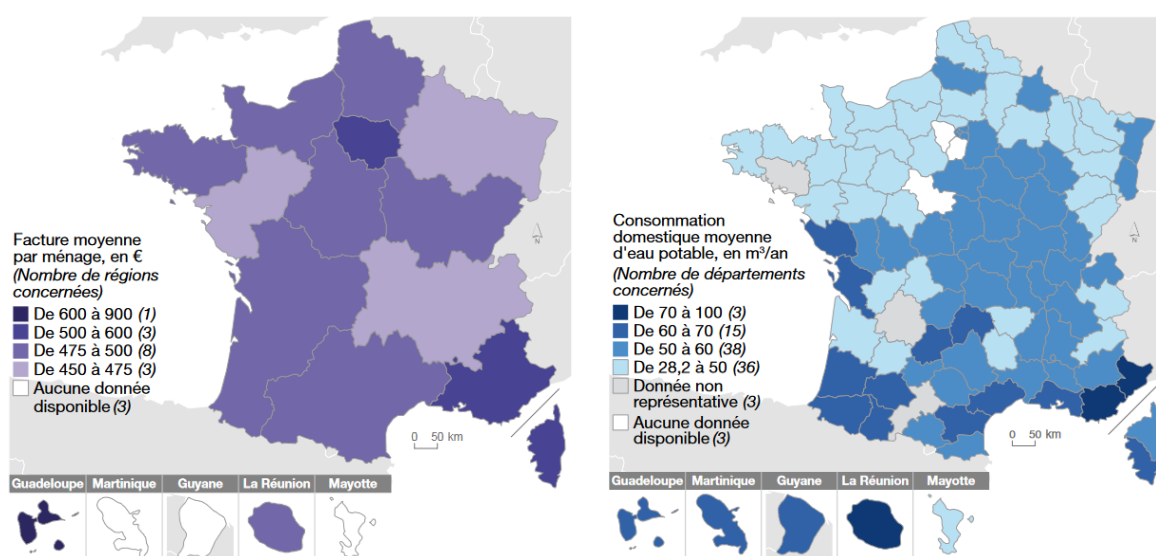 Facture moyenne
par ménage, en €
(Nombre de régions
concernées)
De 600 à 900 (1)
De 500 à 600 (3)
De 475 à 500 (8)
De 450 à 475 (3)
Aucune donnée
disponible (3)
N
0 50 km
Guadeloupe Martinique Guyane La Réunion Mayotte
Consommation
domestique moyenne
d'eau potable, en m³/an
(Nombre de départements
concernés)
De 70 à 100 (3)
De 60 à 70 (15)
De 50 à 60 (38)
De 28,2 à 50 (36)
Donnée non
représentative (3)
Aucune donnée
disponible (3)
N
0 50 km
Guadeloupe Martinique Guyane La Réunion Mayotte